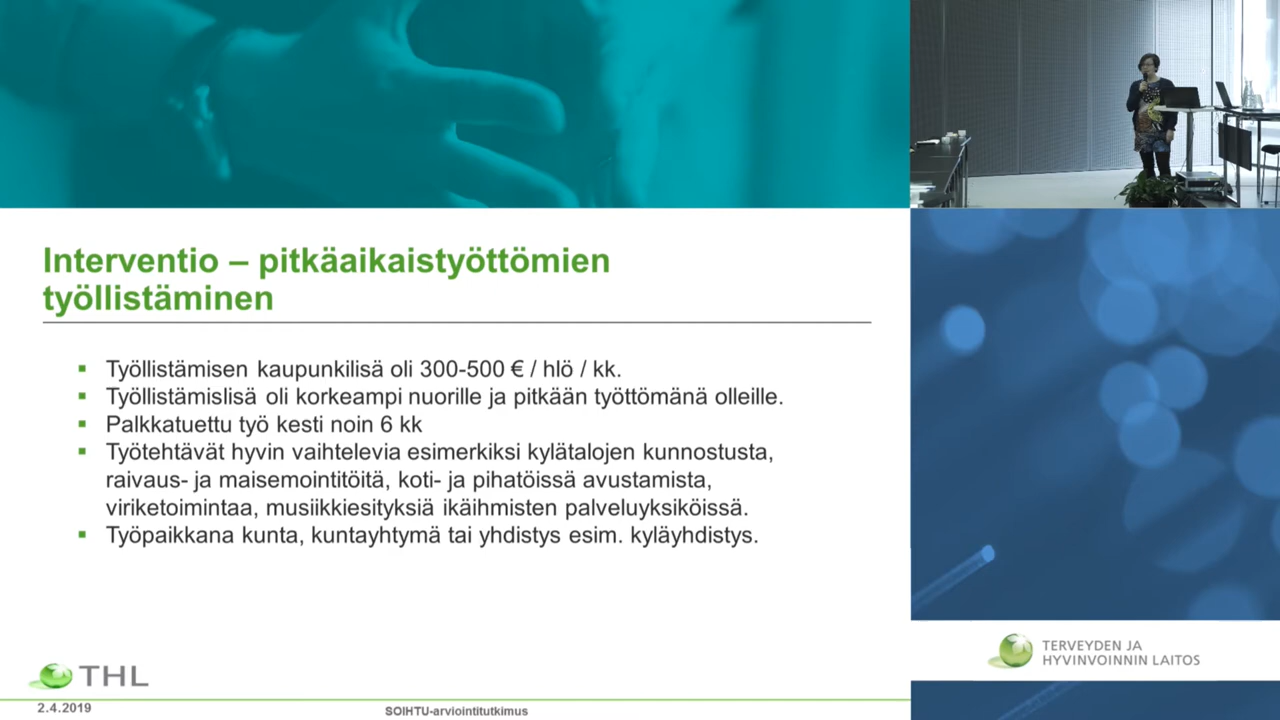 Interventio – pitkäaikaistyöttömien
työllistäminen
▪ Työllistämisen kaupunkilisä oli 300-500 € / hlö / kk.
▪ Työllistämislisä oli korkeampi nuorille ja pitkään työttömänä olleille.
▪ Palkkatuettu työ kesti noin 6 kk
▪ Työtehtävät hyvin vaihtelevia esimerkiksi kylätalojen kunnostusta,
raivaus- ja maisemointitöitä, koti- ja pihatöissä avustamista,
viriketoimintaa, musiikkiesityksiä ikäihmisten palveluyksiköissä.
▪ Työpaikkana kunta, kuntayhtymä tai yhdistys esim. kyläyhdistys.
THL
2.4.2019
SOIHTU-arviointitutkimus
TERVEYDEN JA
HYVINVOINNIN LAITOS